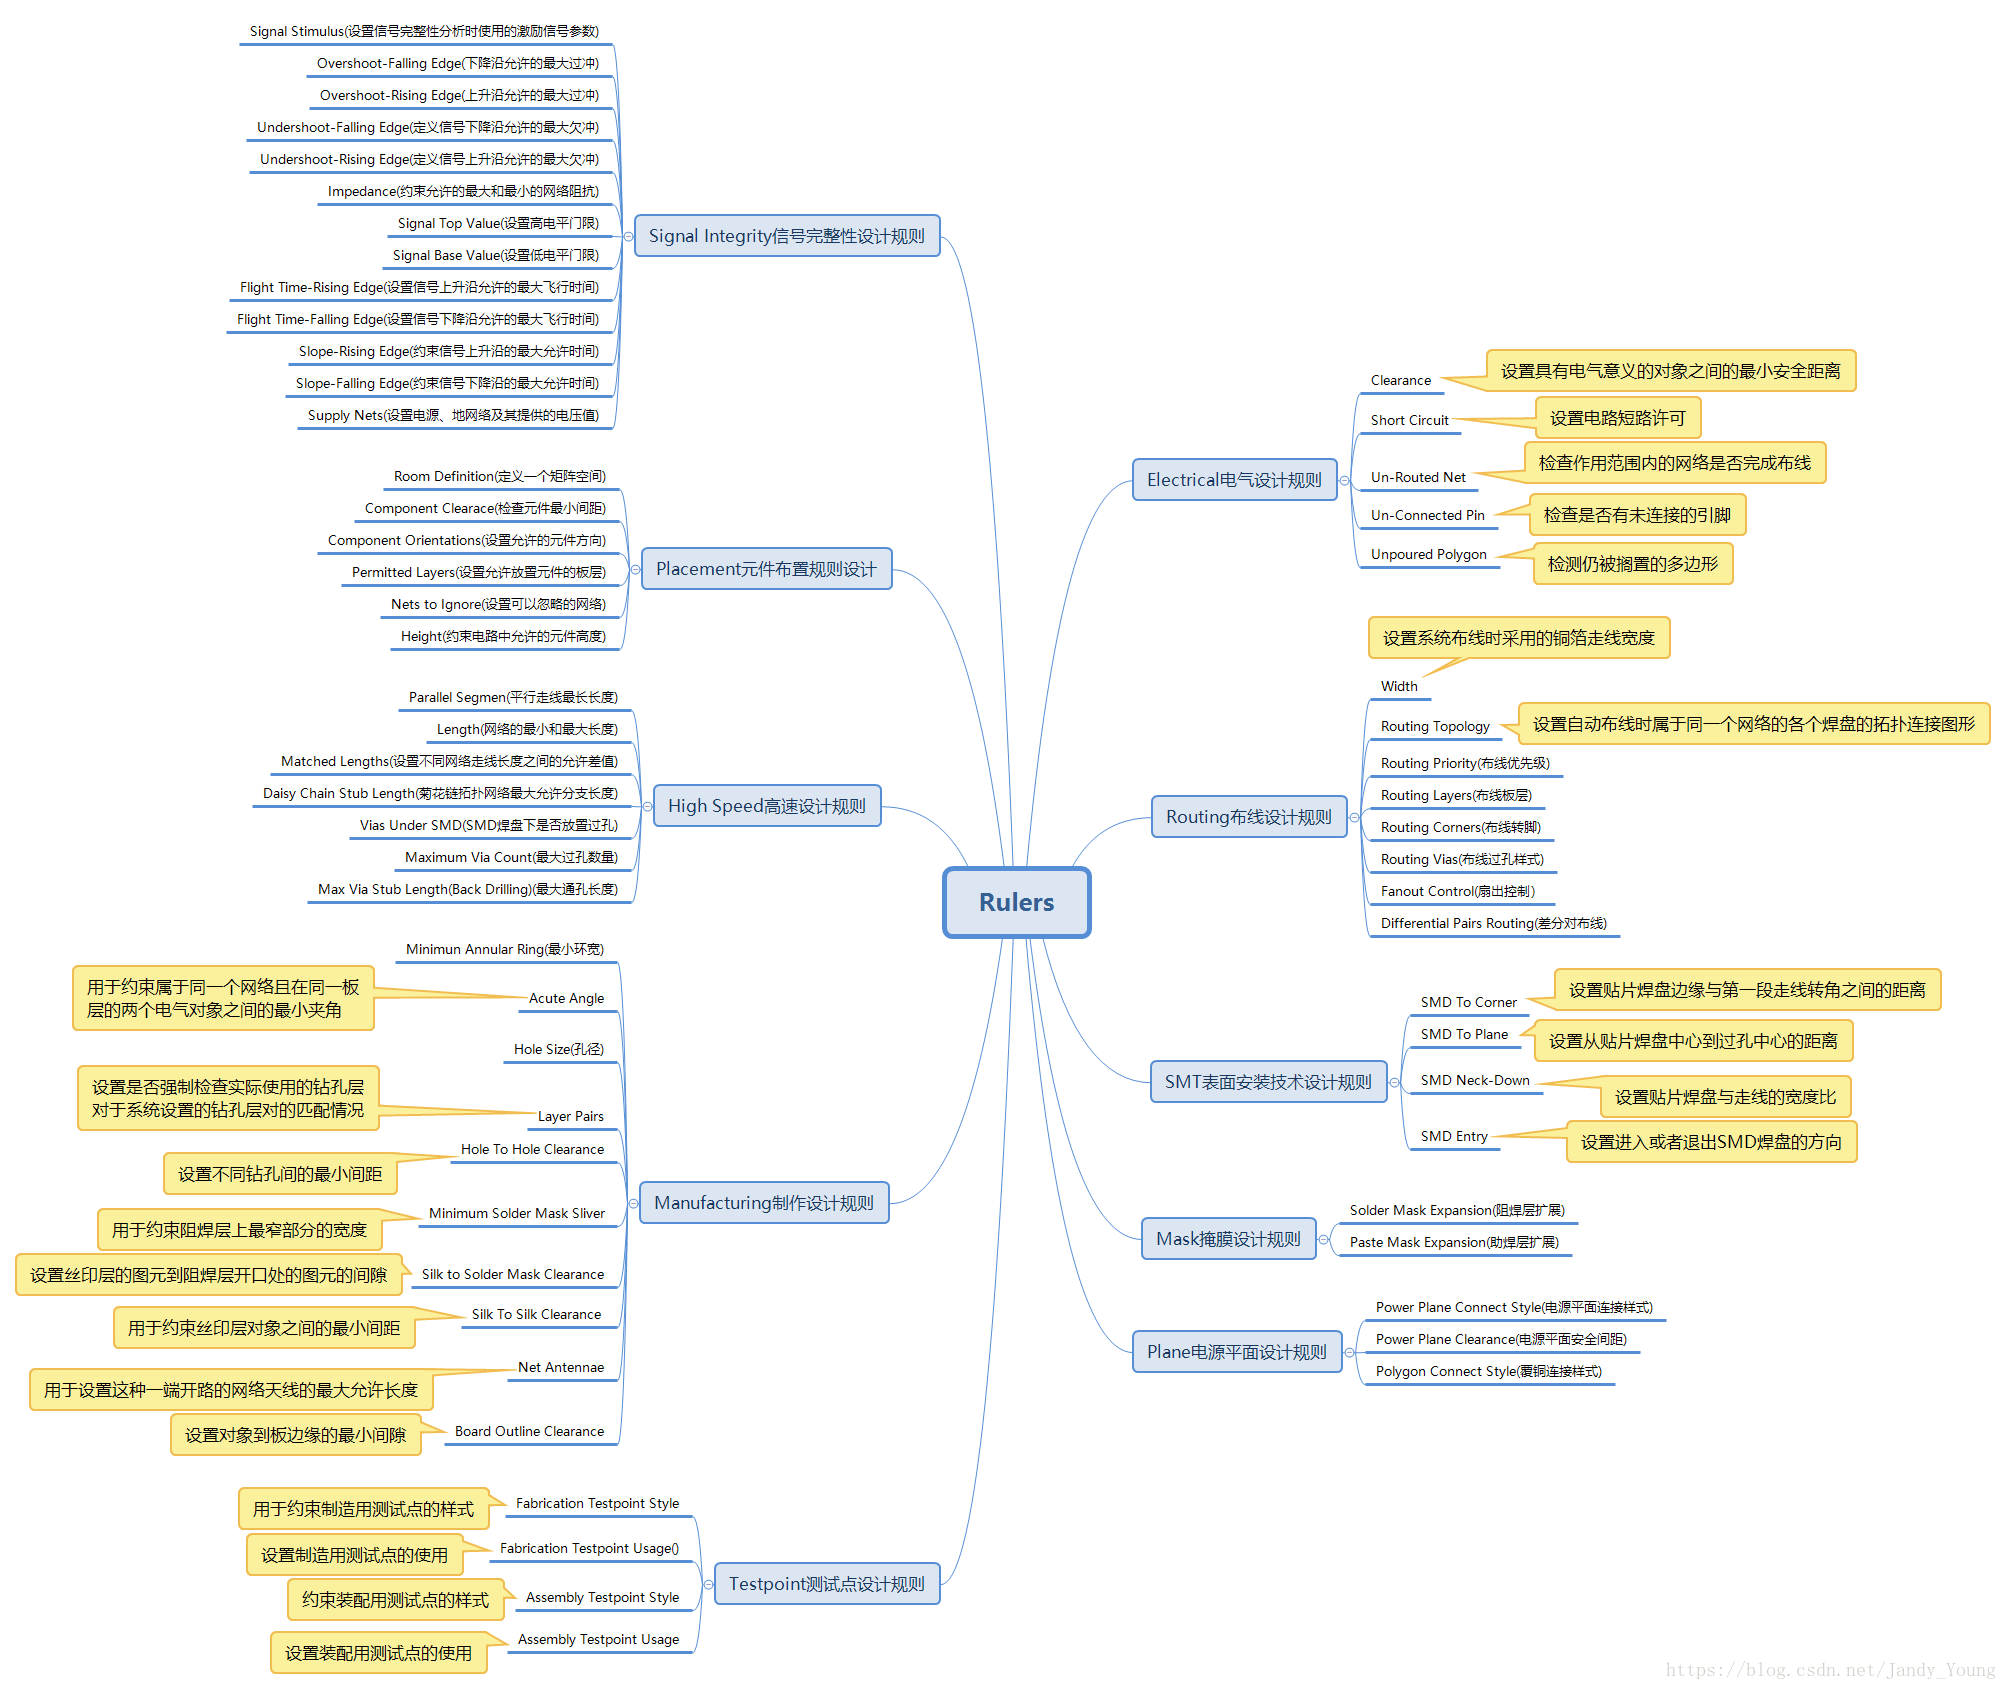 Signal Stimulus(设置信号完整性分析时使用的激励信号参数)
Overshoot-Falling Edge(下降沿允许的最大过冲)
Overshoot-Rising Edge(上升沿允许的最大过冲)
Undershoot-Falling Edge(定义信号下降沿允许的最大欠冲)
Undershoot-Rising Edge(定义信号上升沿允许的最大欠冲)
Impedance(约束允许的最大和最小的网络阻抗)
Signal Top Value(设置高电平门限)
Signal Base Value(设置低电平门限)
Flight Time-Rising Edge(设置信号上升沿允许的最大飞行时间)
Flight Time-Falling Edge(设置信号下降沿允许的最大飞行时间)
Slope-Rising Edge(约束信号上升沿的最大允许时间)
Slope-Falling Edge(约束信号下降沿的最大允许时间)
Supply Nets(设置电源、地网络及其提供的电压值)
Signal Integrity信号完整性设计规则
Room Definition(定义一个矩阵空间)
Component Clearace(检查元件最小间距)
Component Orientations(设置允许的元件方向)
Permitted Layers(设置允许放置元件的板层)
Nets to Ignore(设置可以忽略的网络)
Height(约束电路中允许的元件高度)
Placement元件布置规则设计
Parallel Segmen(平行走线最长长度)
Length(网络的最小和最大长度)
Matched Lengths(设置不同网络走线长度之间的允许差值)
Daisy Chain Stub Length(菊花链拓扑网络最大允许分支长度)
Vias Under SMD(SMD焊盘下是否放置过孔)
Maximum Via Count(最大过孔数量)
Max Via Stub Length(Back Drilling)(最大通孔长度)
High Speed高速设计规则
Minimun Annular Ring(最小环宽)
用于约束属于同一个网络且在同一板
层的两个电气对象之间的最小夹角
Acute Angle
Hole Size(孔径)
设置是否强制检查实际使用的钻孔层
对于系统设置的钻孔层对的匹配情况
Layer Pairs
Hole To Hole Clearance
设置不同钻孔间的最小间距
Minimum Solder Mask Sliver
用于约束阻焊层上最窄部分的宽度
Silk to Solder Mask Clearance
设置丝印层的图元到阻焊层开口处的图元的间隙
Silk To Silk Clearance
用于约束丝印层对象之间的最小间距
Net Antennae
用于设置这种一端开路的网络天线的最大允许长度
Board Outline Clearance
设置对象到板边缘的最小间隙
Manufacturing制作设计规则
Fabrication Testpoint Style
用于约束制造用测试点的样式
Fabrication Testpoint Usage()
设置制造用测试点的使用
Assembly Testpoint Style
约束装配用测试点的样式
Assembly Testpoint Usage
设置装配用测试点的使用
Testpoint测试点设计规则
Rulers
Electrical电气设计规则
Clearance
设置具有电气意义的对象之间的最小安全距离
Short Circuit
设置电路短路许可
Un-Routed Net
检查作用范围内的网络是否完成布线
Un-Connected Pin
检查是否有未连接的引脚
Unpoured Polygon
检测仍被搁置的多边形
Routing布线设计规则
设置系统布线时采用的铜箔走线宽度
Width
Routing Topology
设置自动布线时属于同一个网络的各个焊盘的拓扑连接图形
Routing Priority(布线优先级)
Routing Layers(布线板层)
Routing Corners(布线转脚)
Routing Vias(布线过孔样式)
Fanout Control(扇出控制）
Differential Pairs Routing(差分对布线)
SMT表面安装技术设计规则
SMD To Corner
设置贴片焊盘边缘与第一段走线转角之间的距离
SMD To Plane
设置从贴片焊盘中心到过孔中心的距离
SMD Neck-Down
设置贴片焊盘与走线的宽度比
SMD Entry
设置进入或者退出SMD焊盘的方向
Mask掩膜设计规则
Solder Mask Expansion(阻焊层扩展)
Paste Mask Expansion(助焊层扩展)
Plane电源平面设计规则
Power Plane Connect Style(电源平面连接样式)
Power Plane Clearance(电源平面安全间距)
Polygon Connect Style(覆铜连接样式)
https://blog.csdn.net/Jandy_Young